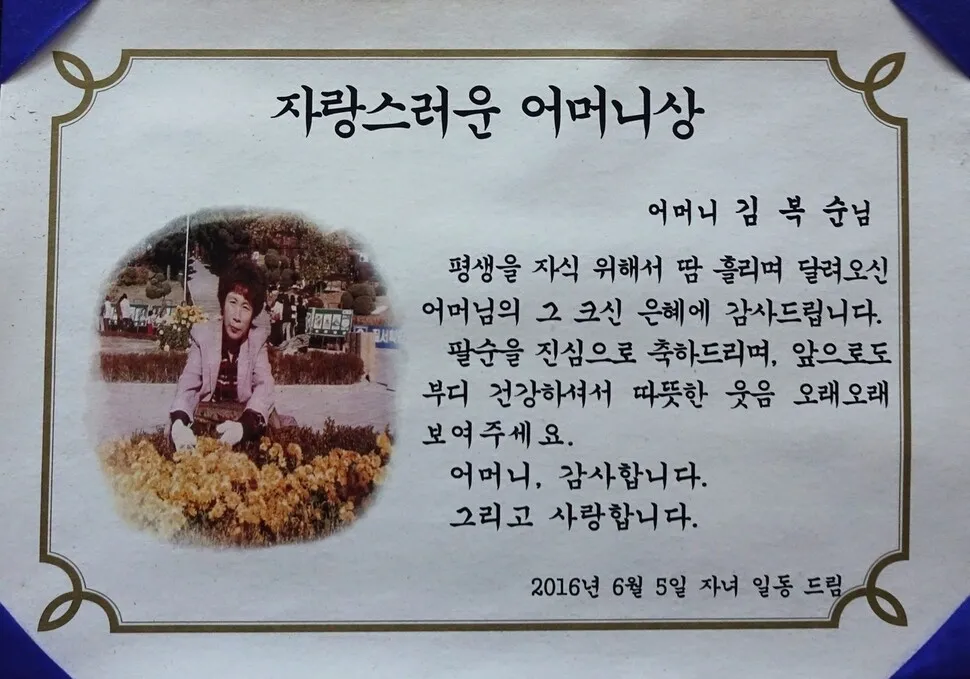 자랑스러운 어머니상
어머니 김 복 순님
평생을 자식 위해서 땀 흘리며 달려오신
어머님의 그 크신 은혜에 감사드립니다.
팔순을 진심으로 축하드리며, 앞으로도
부디 건강하셔서 따뜻한 웃음 오래오래
보여주세요.
어머니, 감사합니다.
그리고 사랑합니다.
2016년 6월 5일 자녀 일동 드림